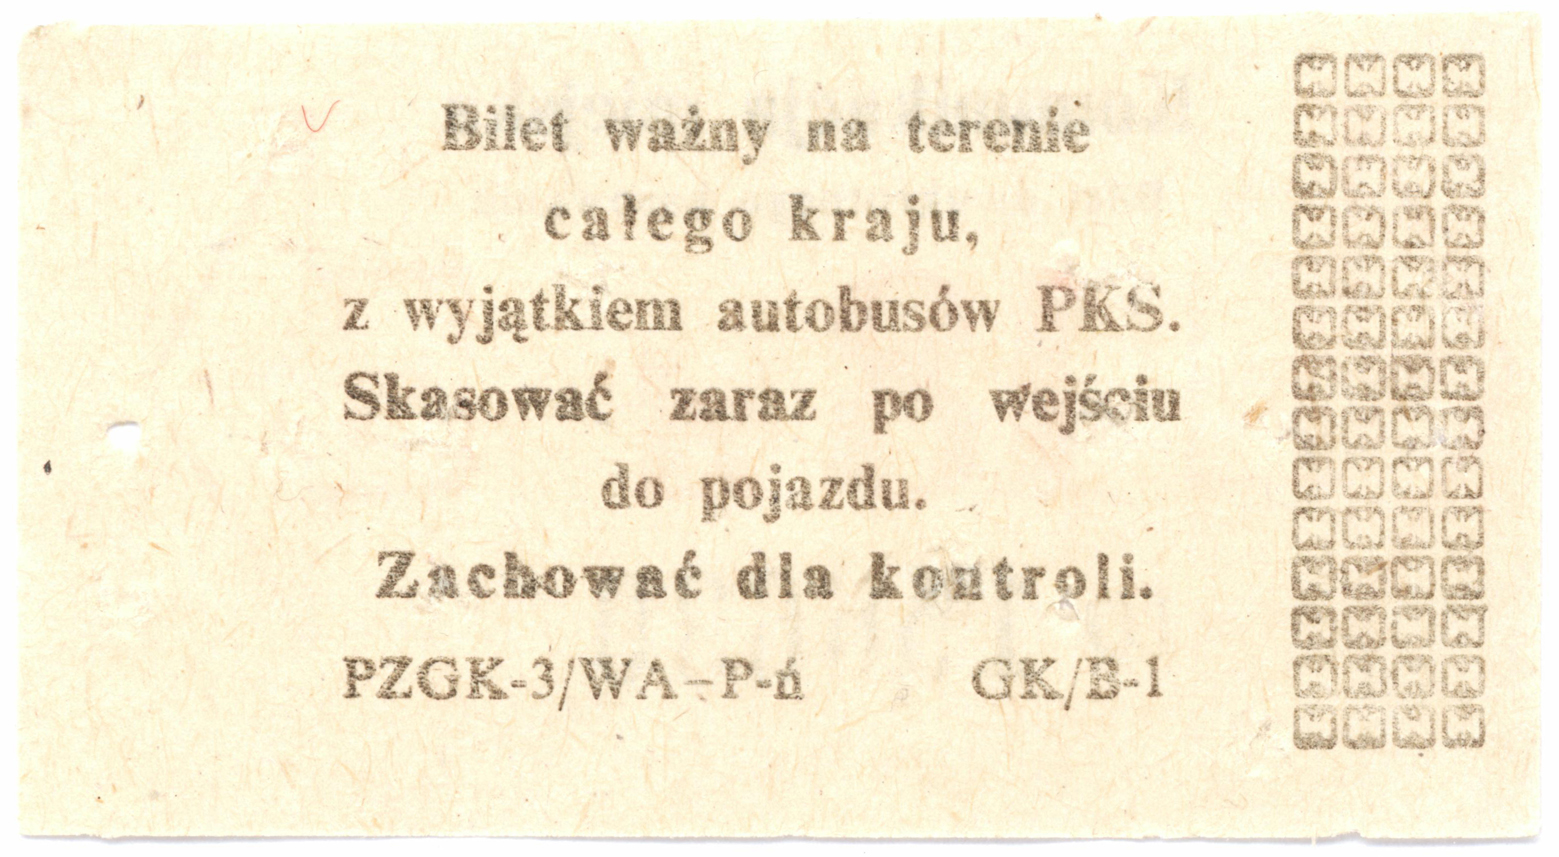 Bilet ważny na terenie
całego kraju,
z wyjątkiem autobusów PKS.
Skasować zaraz po wejściu
do pojazdu.
Zachować dla kontroli.
PZGK-3/WA-P-ń GK/B-1